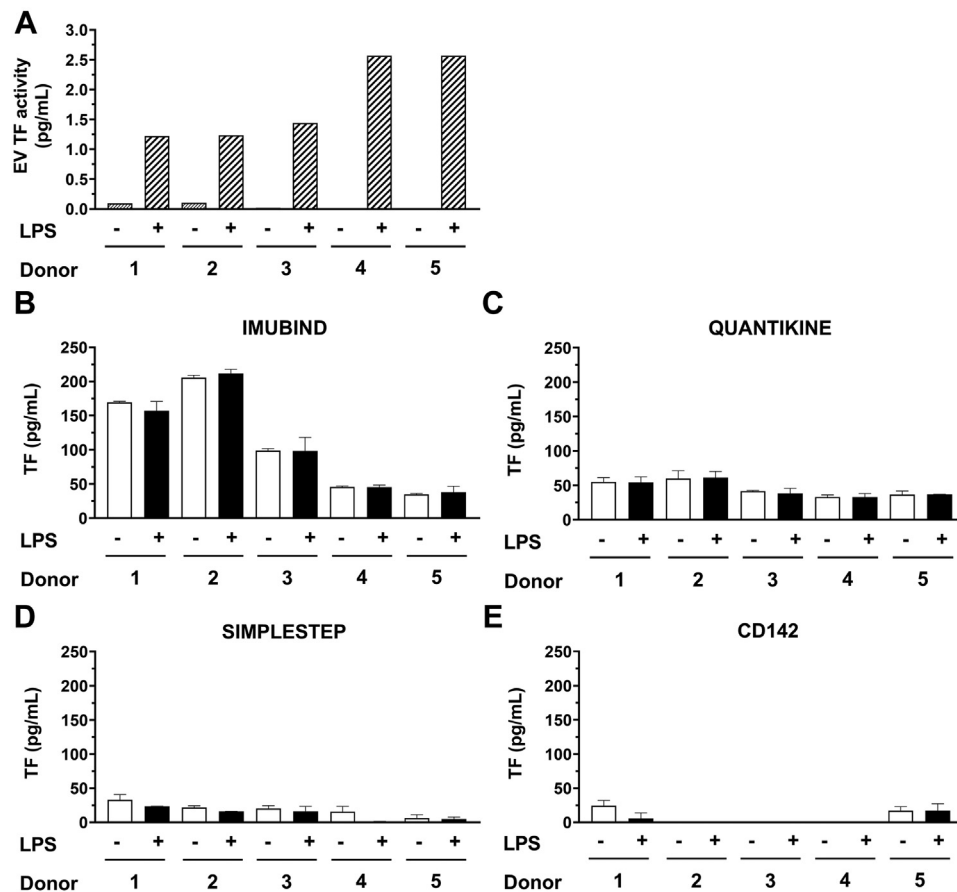 A
EV TF activity
(pg/mL)
3.0
2.5
2.0
1.5
1.0
0.5
0.0
LPS - + - + - + - + - +
Donor 1 2 3 4 5
B
IMUBIND
TF (pg/mL)
250
200
150
100
50
0
LPS - + - + - + - + - +
Donor 1 2 3 4 5
C
QUANTIKINE
TF (pg/mL)
250
200
150
100
50
0
LPS - + - + - + - + - +
Donor 1 2 3 4 5
D
SIMPLESTEP
TF (pg/mL)
250
200
150
100
50
0
LPS - + - + - + - + - +
Donor 1 2 3 4 5
E
CD142
TF (pg/mL)
250
200
150
100
50
0
LPS - + - + - + - + - +
Donor 1 2 3 4 5